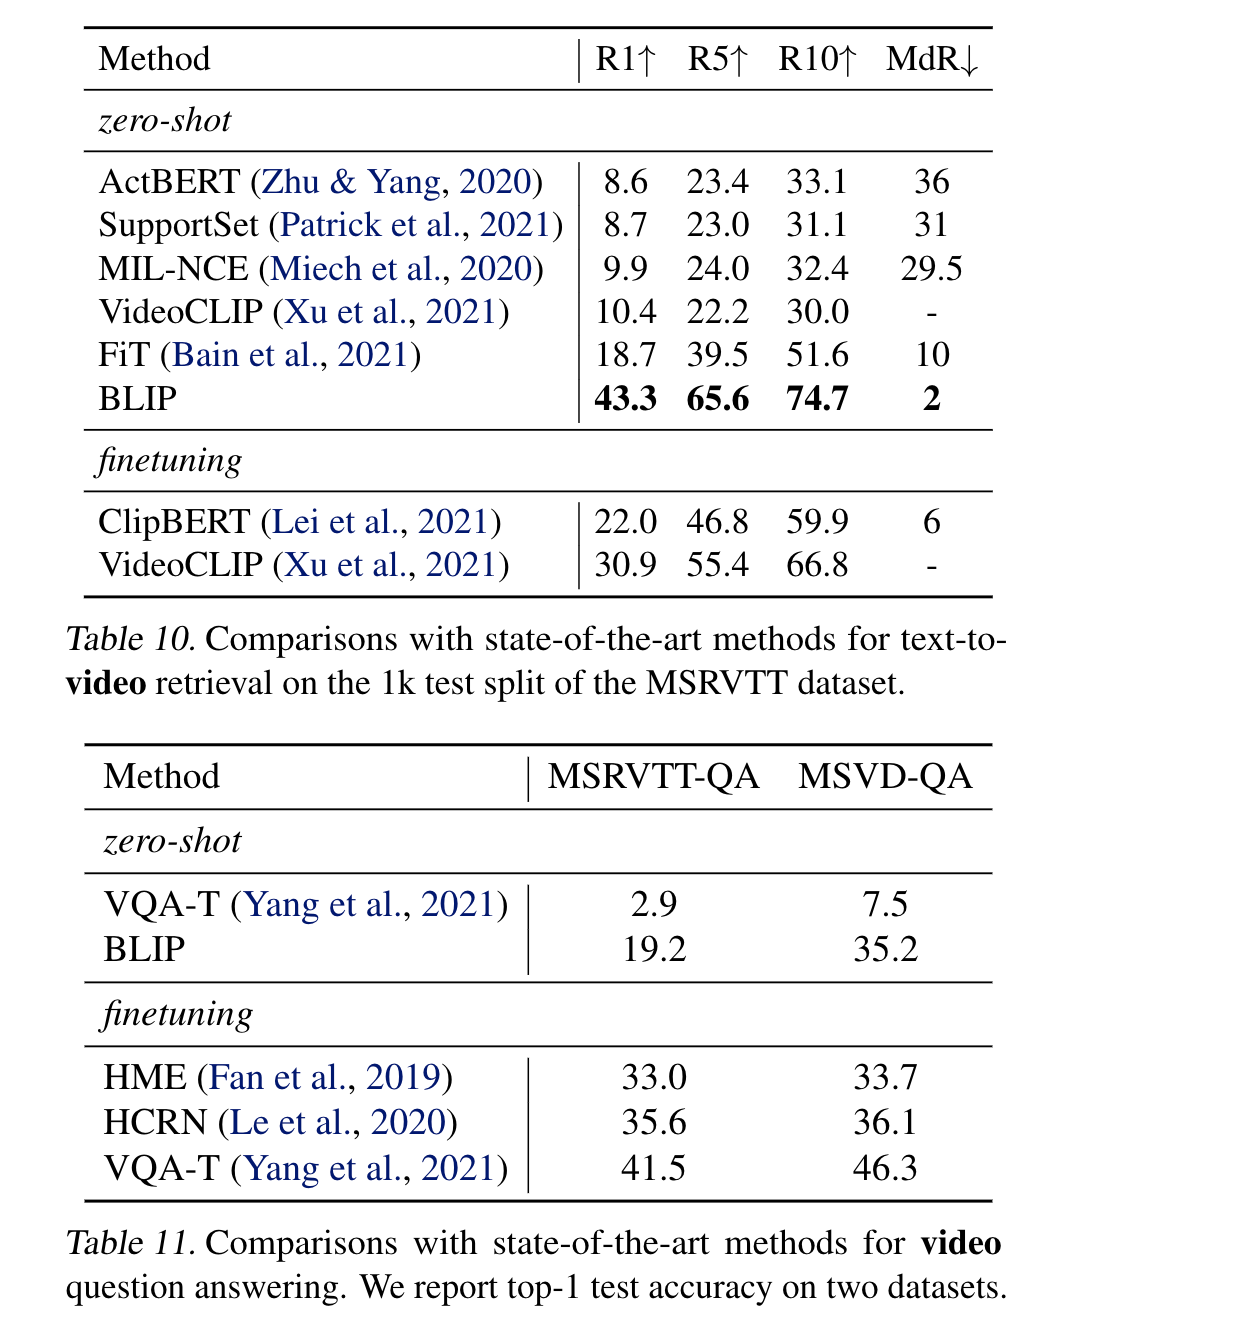 Method R1↑ R5↑ R10↑ MdR↓
zero-shot
ActBERT (Zhu & Yang, 2020) 8.6 23.4 33.1 36
SupportSet (Patrick et al., 2021) 8.7 23.0 31.1 31
MIL-NCE (Miech et al., 2020) 9.9 24.0 32.4 29.5
VideoCLIP (Xu et al., 2021) 10.4 22.2 30.0 -
FiT (Bain et al., 2021) 18.7 39.5 51.6 10
BLIP 43.3 65.6 74.7 2
finetuning
ClipBERT (Lei et al., 2021) 22.0 46.8 59.9 6
VideoCLIP (Xu et al., 2021) 30.9 55.4 66.8 -
Table 10. Comparisons with state-of-the-art methods for text-to-
video retrieval on the 1k test split of the MSRVTT dataset.
Method MSRVTT-QA MSVD-QA
zero-shot
VQA-T (Yang et al., 2021) 2.9 7.5
BLIP 19.2 35.2
finetuning
HME (Fan et al., 2019) 33.0 33.7
HCRN (Le et al., 2020) 35.6 36.1
VQA-T (Yang et al., 2021) 41.5 46.3
Table 11. Comparisons with state-of-the-art methods for video
question answering. We report top-1 test accuracy on two datasets.